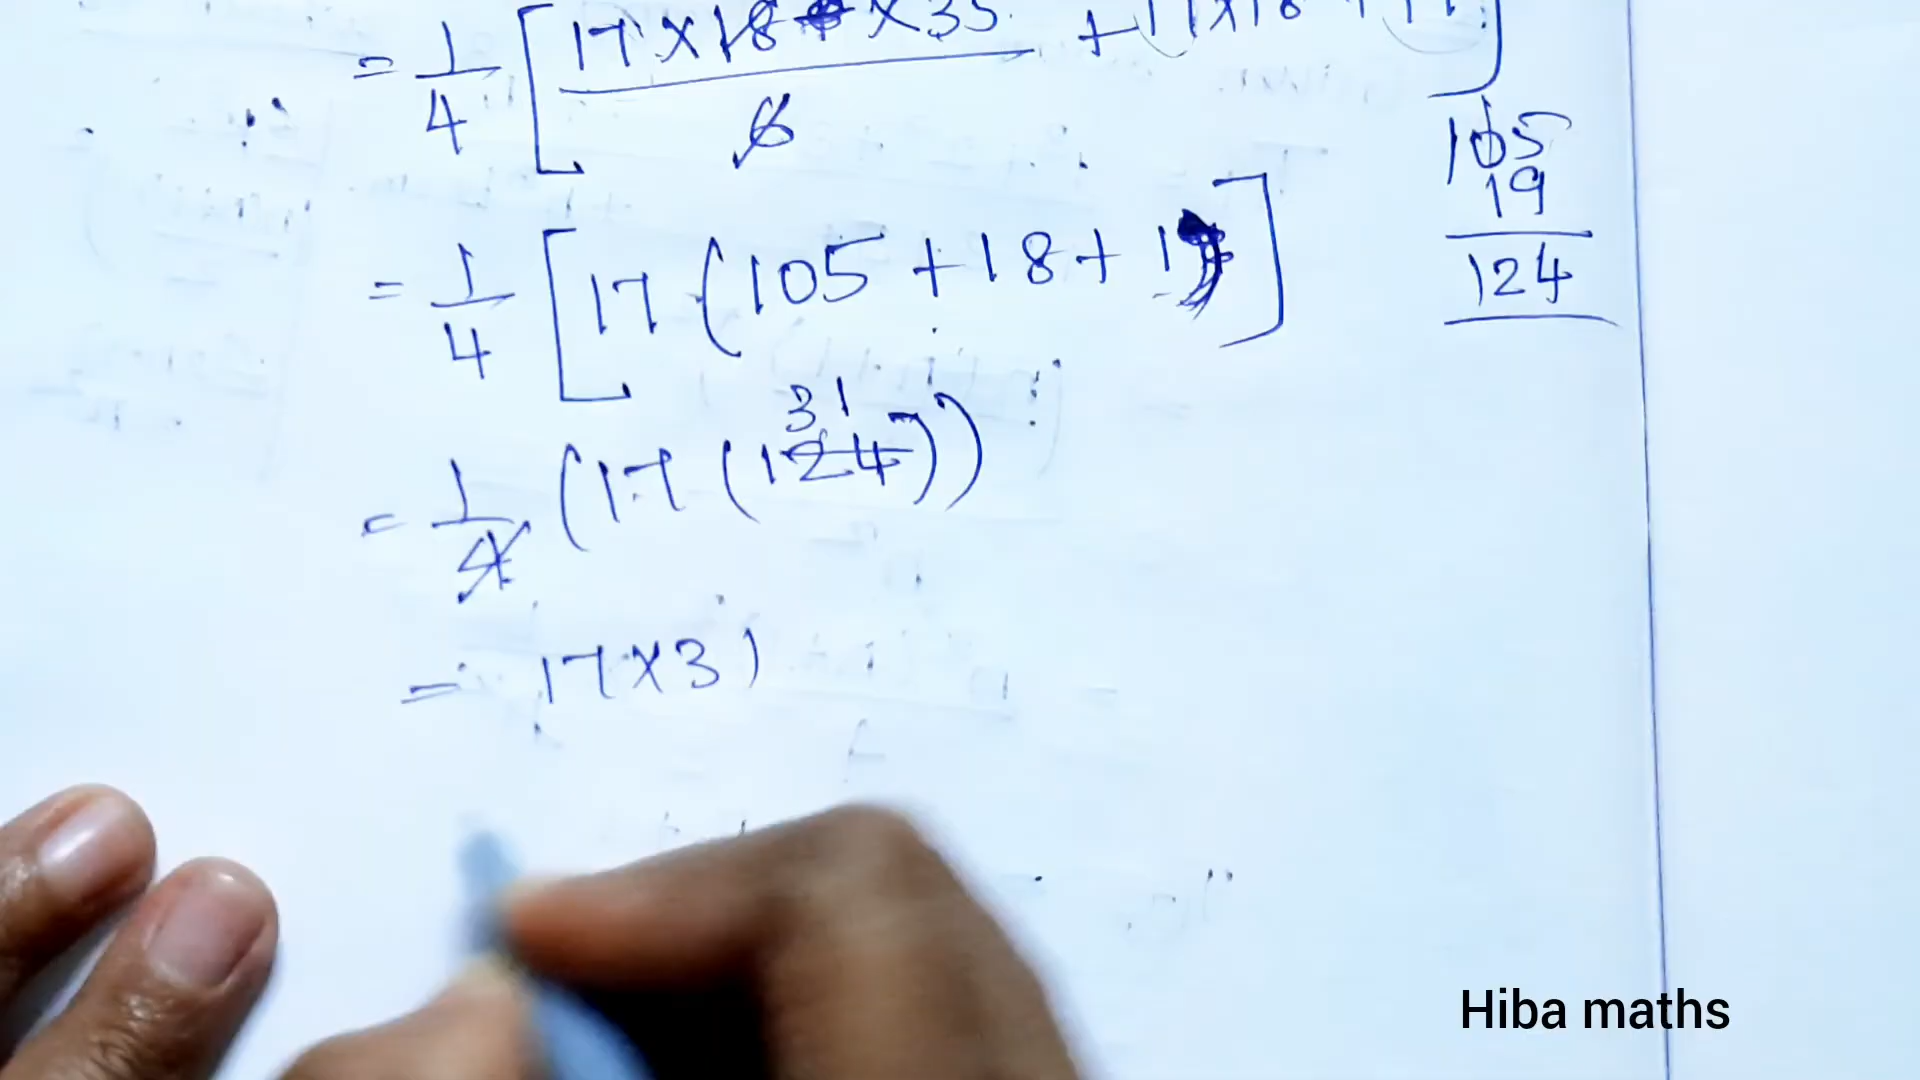 = 1/4 [ 17 × 18 × 35 / 6 + 17×18 + 17 ]
105
19
124
= 1/4 [ 17 (105 + 18 + 1) ]
31
= 1/4 (17 (124))
= 17×31
Hiba maths